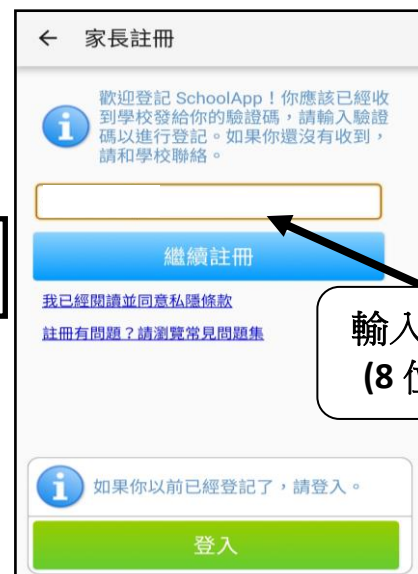 ← 家長註冊
歡迎登記 SchoolApp！你應該已經收
到學校發給你的驗證
碼，請輸入驗證
碼以進行登記。如果你還沒有收到，
請和學校聯絡。
繼續註冊
我已經閱讀並同意私隱條款
註冊有問題？請瀏覽常見問題集
輸入
(8 位
如果你以前已經登記了，請登入。
登入